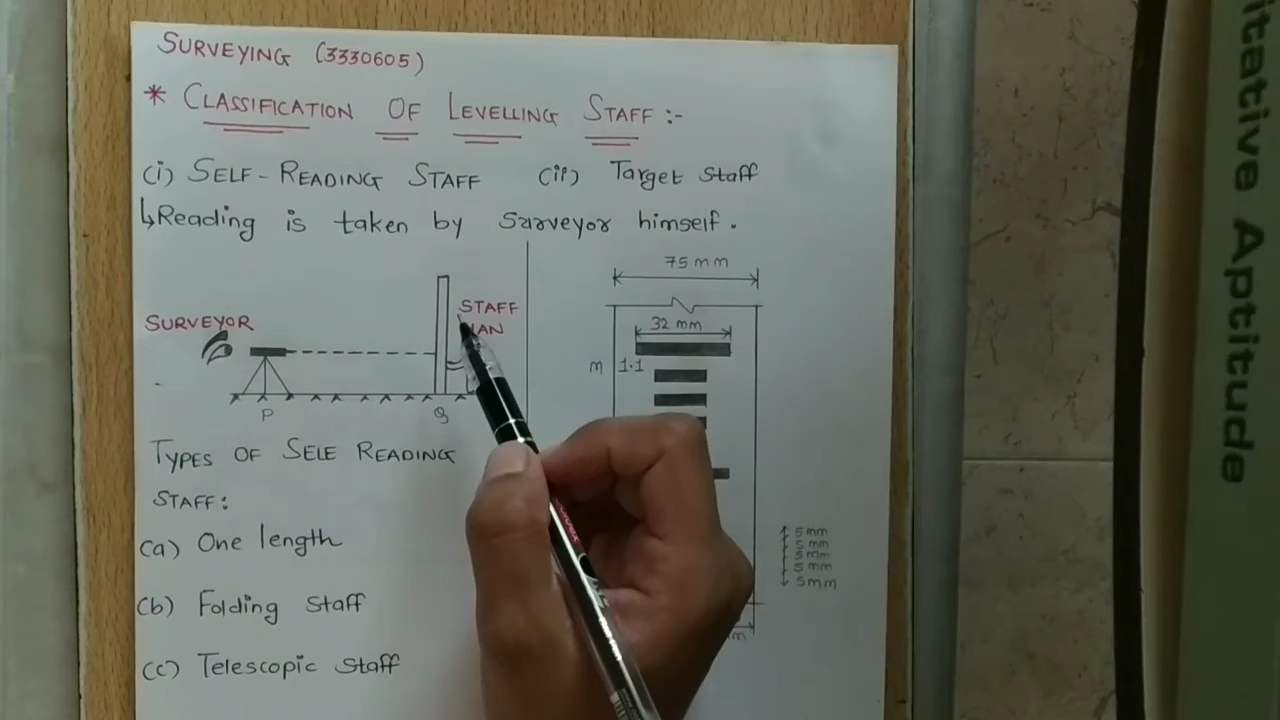 SURVEYING (3330605)
* CLASSIFICATION OF LEVELLING STAFF :-
(i) SELF-READING STAFF (ii) Target Staff
↳Reading is taken by surveyor himself.
SURVEYOR
STAFF
P
Q
TYPES OF SELF READING
STAFF:
(a) One length
(b) Folding Staff
(c) Telescopic Staff
75 mm
32 mm
m 1.1
5 mm
5 mm
5 mm
5 mm
5 mm
itative Aptitude